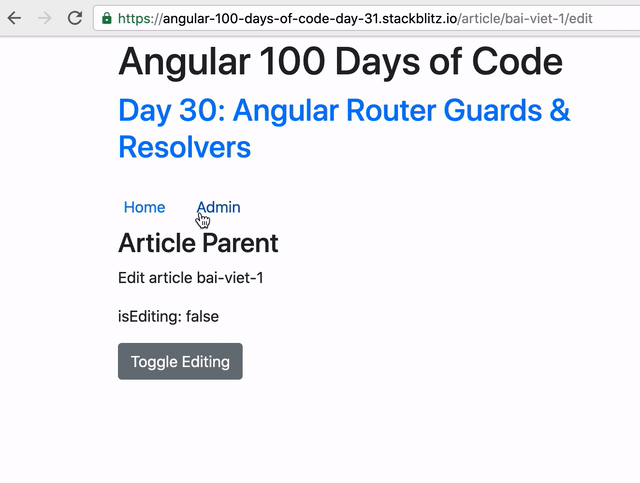 https://angular-100-days-of-code-day-31.stackblitz.io/article/bai-viet-1/edit
Angular 100 Days of Code
Day 30: Angular Router Guards &
Resolvers
Home Admin
Article Parent
Edit article bai-viet-1
isEditing: false
Toggle Editing